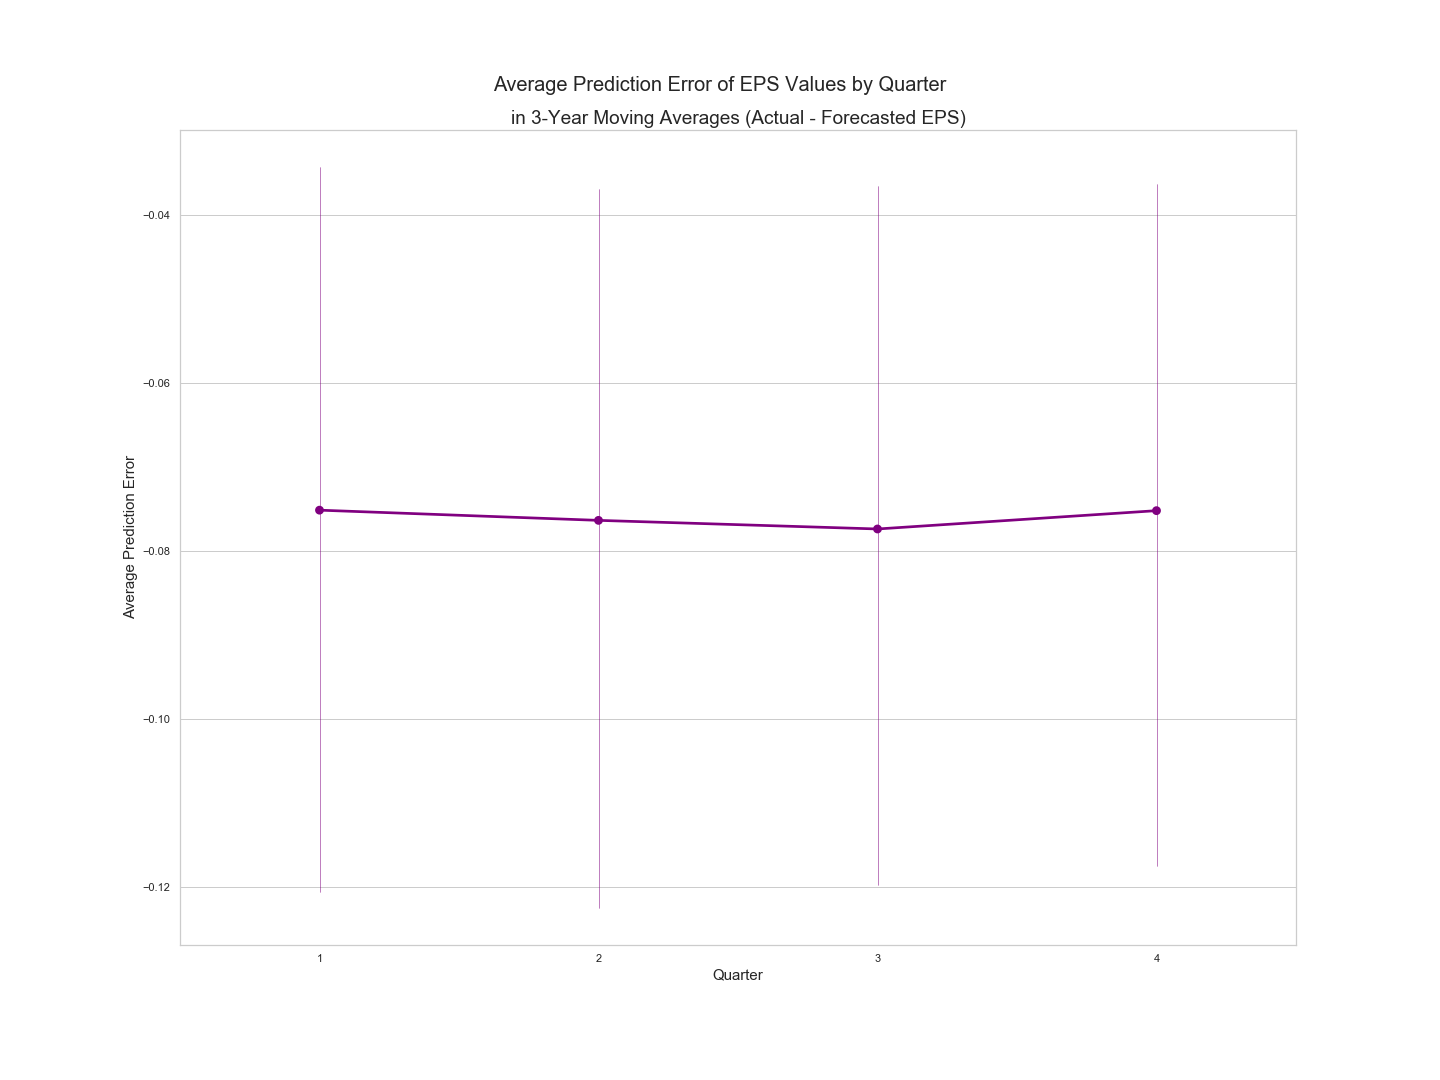 Average Prediction Error of EPS Values by Quarter
in 3-Year Moving Averages (Actual - Forecasted EPS)
Average Prediction Error
−0.04
−0.06
−0.08
−0.10
−0.12
1 2 3 4
Quarter